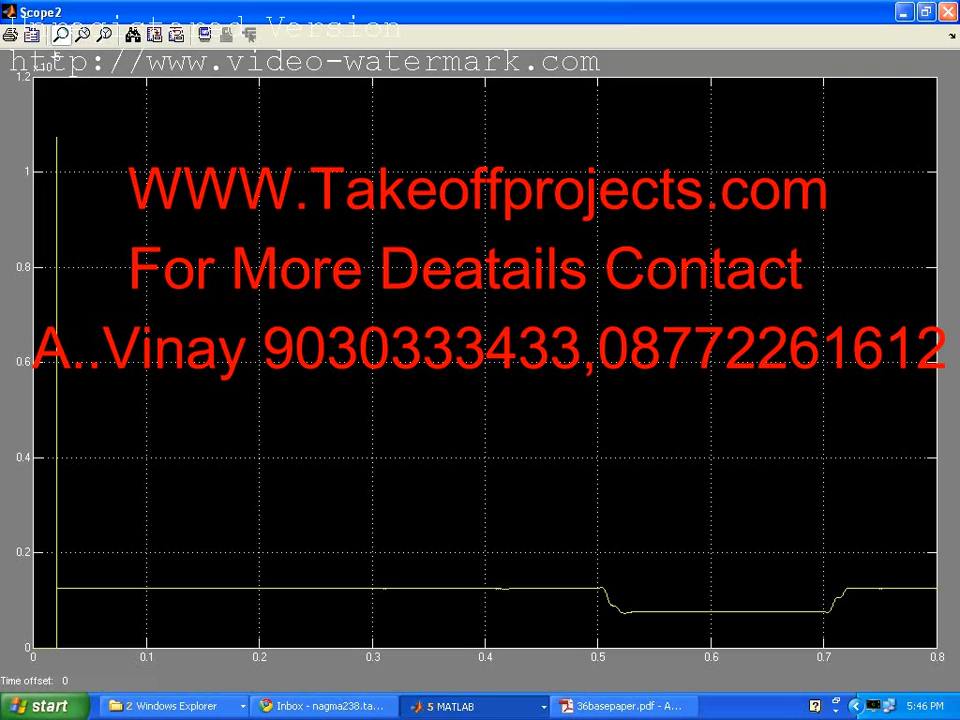 Scope2
Unregistered Version
http://www.video-watermark.com
1.2
1
0.8
0.6
0.4
0.2
0
WWW.Takeoffprojects.com
For More Deatails Contact
A..Vinay 9030333433,08772261612
0 0.1 0.2 0.3 0.4 0.5 0.6 0.7 0.8
Time offset: 0
start 2 Windows Explorer Inbox - nagma238.ta... 5 MATLAB 36basepaper.pdf - A... 5:46 PM